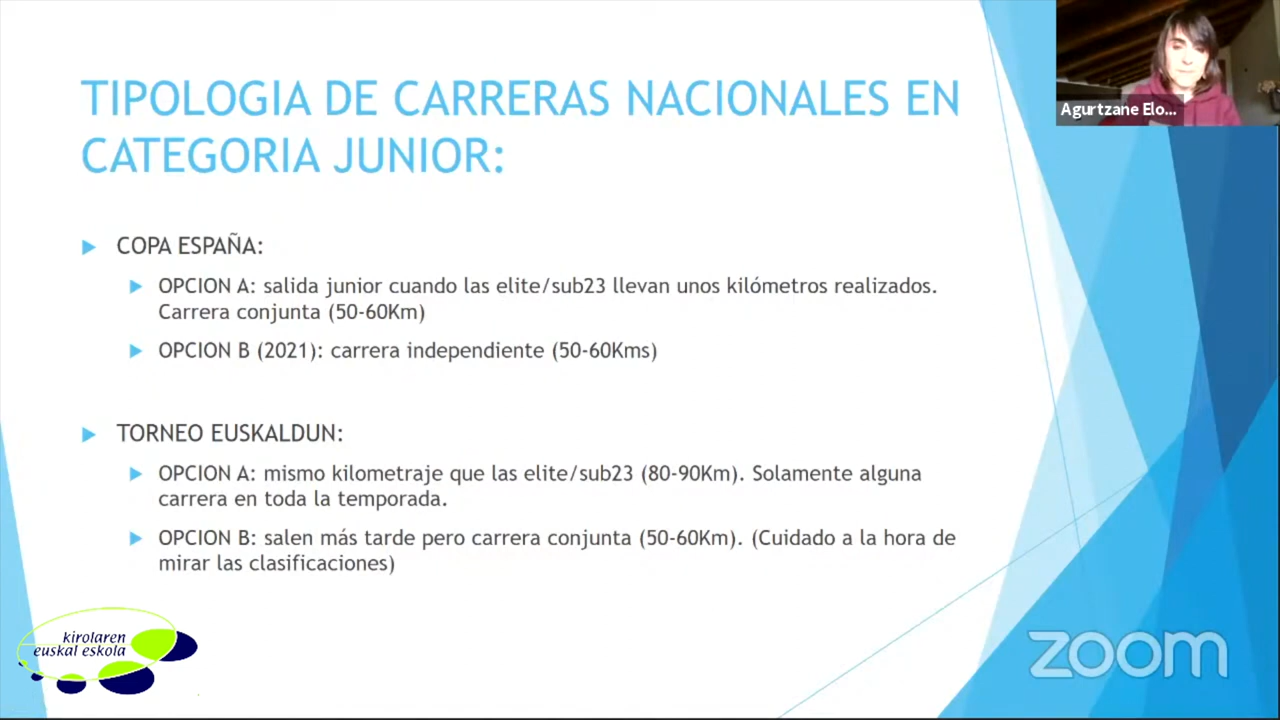 TIPOLOGIA DE CARRERAS NACIONALES EN
CATEGORIA JUNIOR:
Agurtzane Elo...
COPA ESPAÑA:
OPCION A: salida junior cuando las elite/sub23 llevan unos kilómetros realizados.
Carrera conjunta (50-60Km)
OPCION B (2021): carrera independiente (50-60Kms)
TORNEO EUSKALDUN:
OPCION A: mismo kilometraje que las elite/sub23 (80-90Km). Solamente alguna
carrera en toda la temporada.
OPCION B: salen más tarde pero carrera conjunta (50-60Km). (Cuidado a la hora de
mirar las clasificaciones)
kirolaren
euskal eskola
zoom